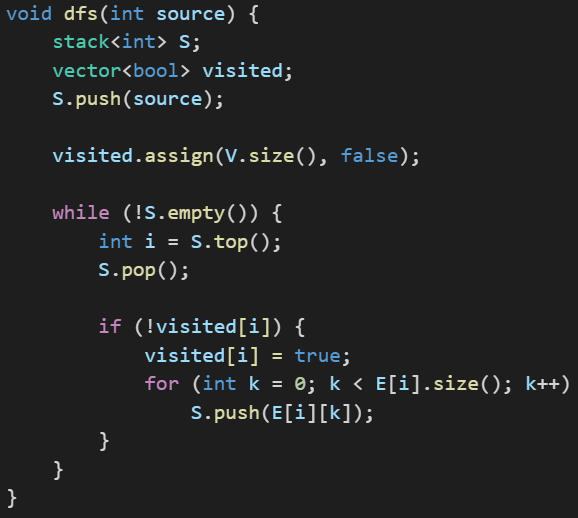 void dfs(int source) {
    stack<int> S;
    vector<bool> visited;
    S.push(source);

    visited.assign(V.size(), false);

    while (!S.empty()) {
        int i = S.top();
        S.pop();

        if (!visited[i]) {
            visited[i] = true;
            for (int k = 0; k < E[i].size(); k++)
                S.push(E[i][k]);
        }
    }
}